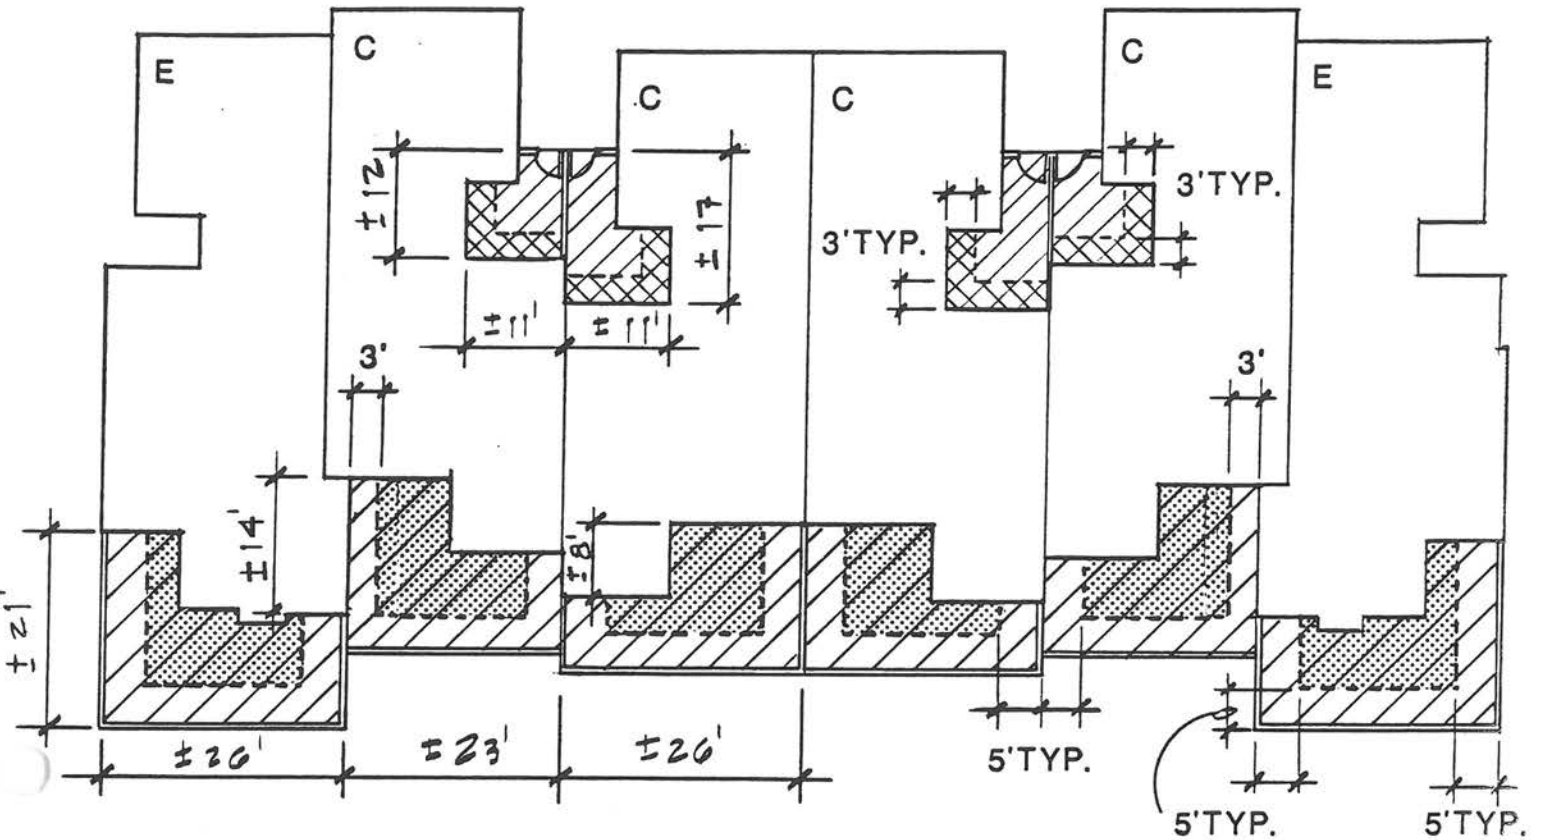 E
C
C
C
C
E
±12
±17
3'TYP.
3'TYP.
±11'
±11'
3'
3'
±14'
±8'
±21'
±26'
±23'
±26'
5'TYP.
5'TYP.
5'TYP.